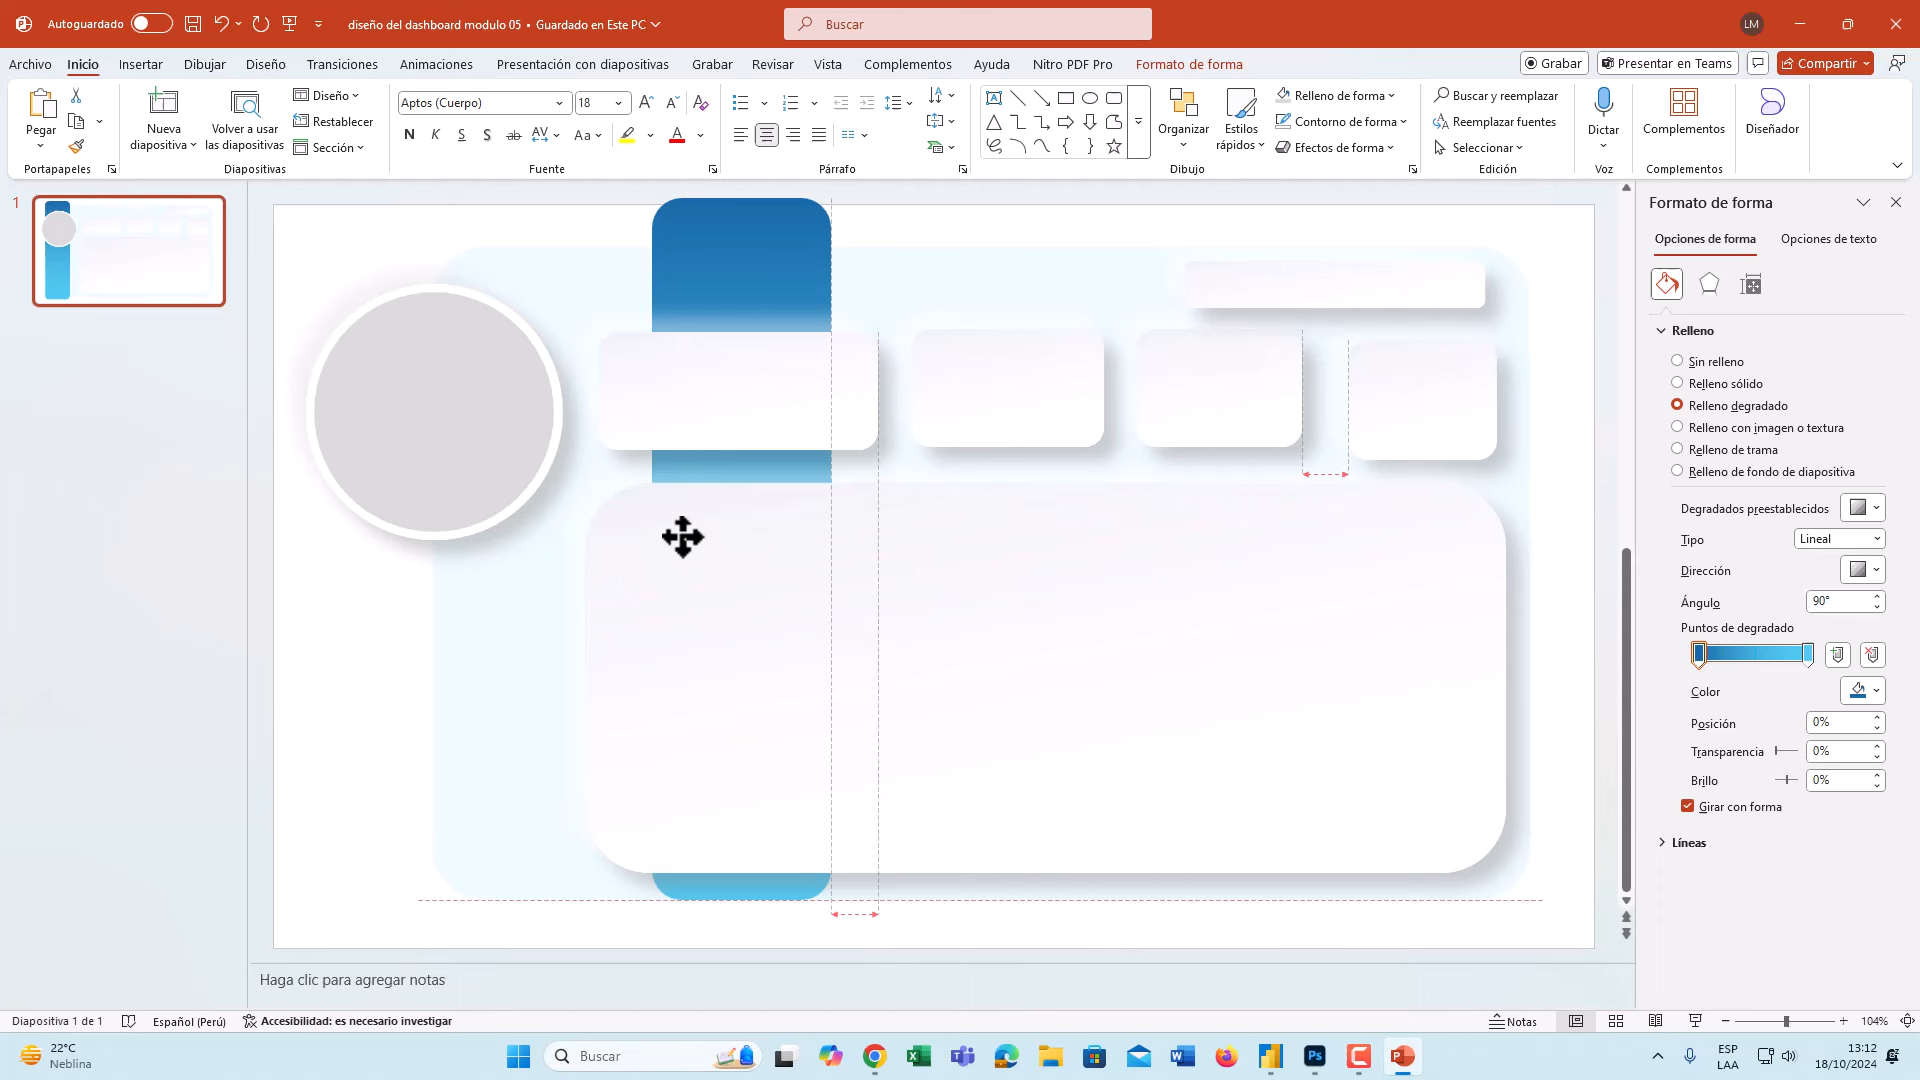 Autoguardado
diseño del dashboard modulo 05 • Guardado en Este PC
Buscar
LM
Archivo Inicio Insertar Dibujar Diseño Transiciones Animaciones Presentación con diapositivas Grabar Revisar Vista Complementos Ayuda Nitro PDF Pro Formato de forma
Grabar
Presentar en Teams
Compartir
Pegar
Nueva
diapositiva
Volver a usar
las diapositivas
Diseño
Restablecer
Sección
Aptos (Cuerpo)
18
N K S S ab AV Aa A
Organizar
Estilos
rápidos
Relleno de forma
Contorno de forma
Efectos de forma
Buscar y reemplazar
Reemplazar fuentes
Seleccionar
Dictar
Complementos
Diseñador
Portapapeles
Diapositivas
Fuente
Párrafo
Dibujo
Edición
Voz
Complementos
1
Formato de forma
Opciones de forma
Opciones de texto
Relleno
Sin relleno
Relleno sólido
Relleno degradado
Relleno con imagen o textura
Relleno de trama
Relleno de fondo de diapositiva
Degradados preestablecidos
Tipo
Lineal
Dirección
Ángulo
90°
Puntos de degradado
Color
Posición
0%
Transparencia
0%
Brillo
0%
Girar con forma
Líneas
Haga clic para agregar notas
Diapositiva 1 de 1
Español (Perú)
Accesibilidad: es necesario investigar
Notas
104%
22°C
Neblina
Buscar
ESP
LAA
13:12
18/10/2024